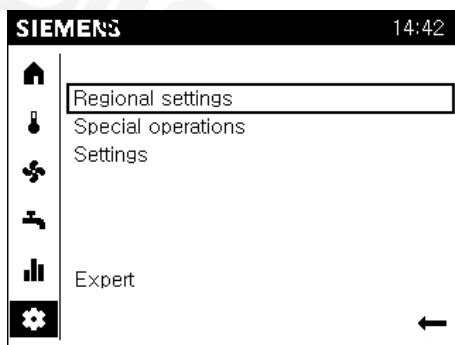 SIEMENS 14:42
Regional settings
Special operations
Settings
Expert